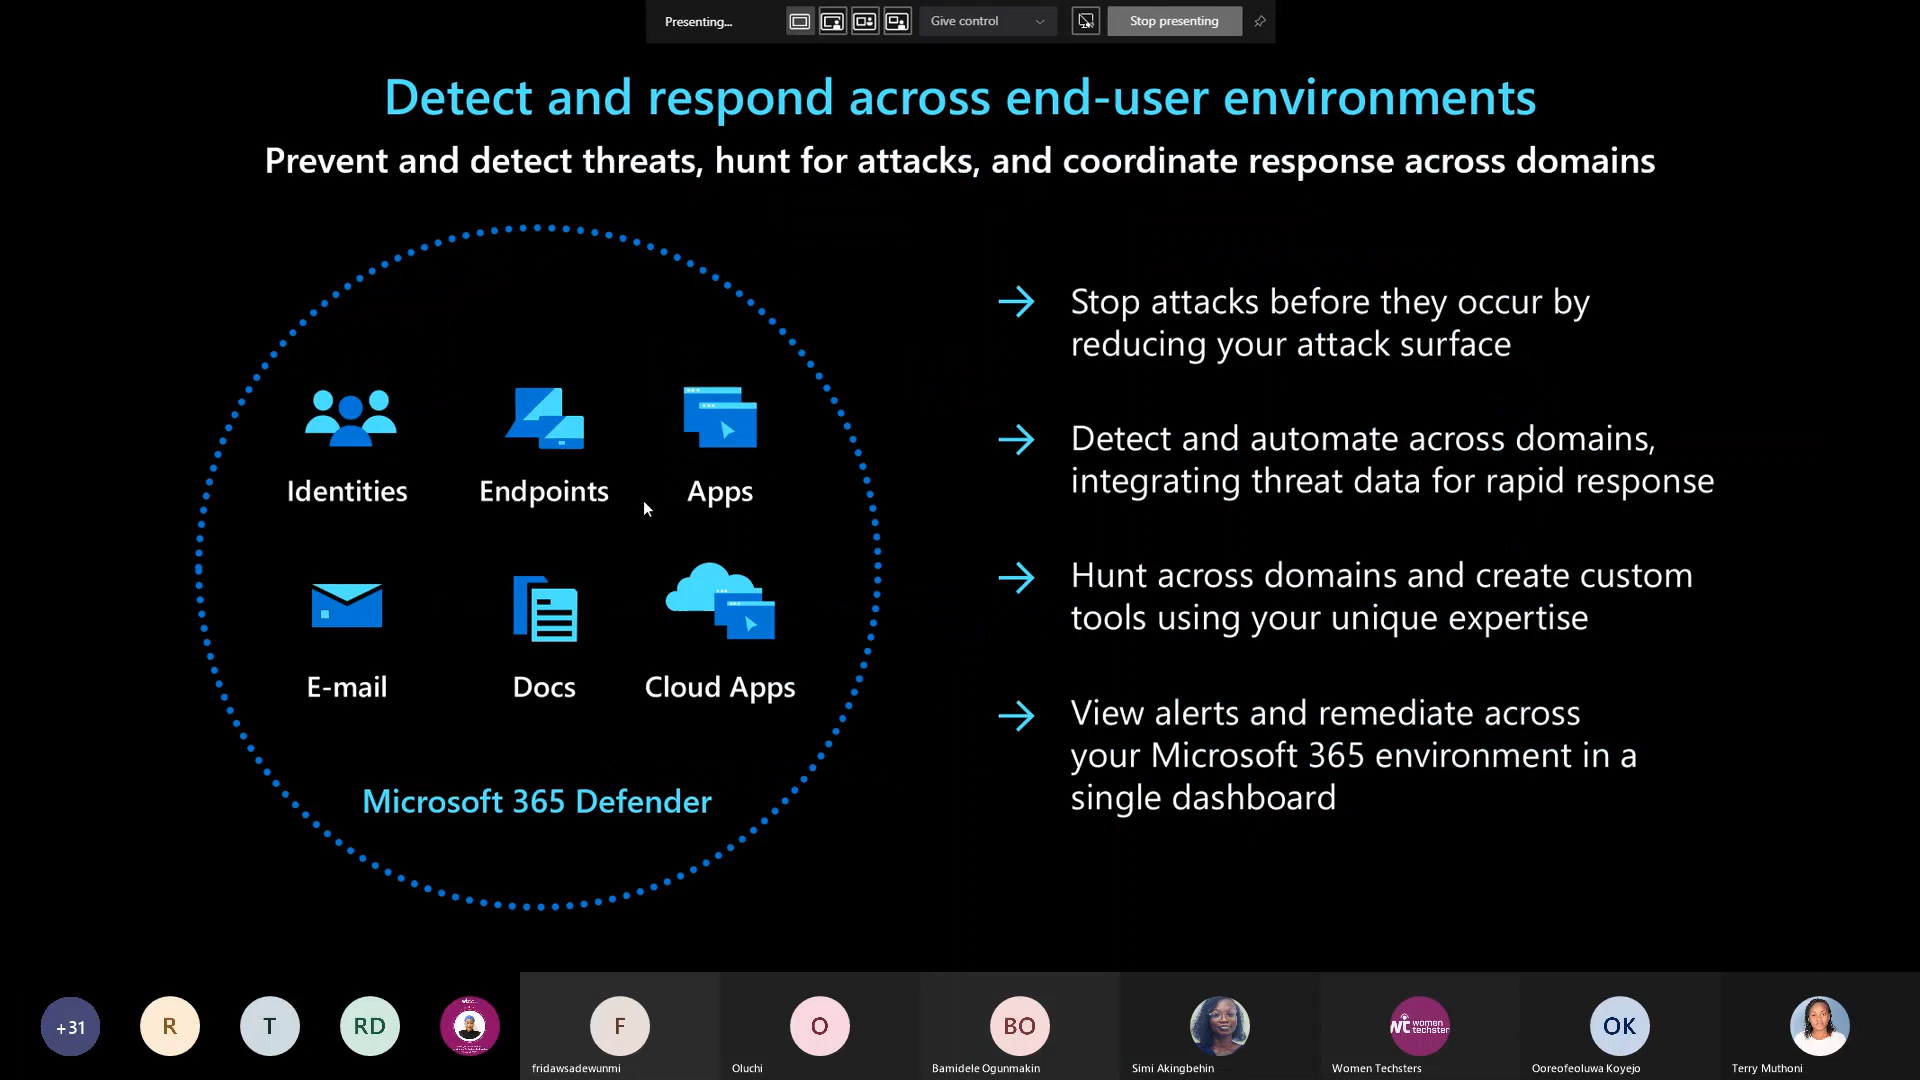 Presenting...
Give control
Stop presenting
Detect and respond across end-user environments
Prevent and detect threats, hunt for attacks, and coordinate response across domains
Identities
Endpoints
Apps
E-mail
Docs
Cloud Apps
Microsoft 365 Defender
Stop attacks before they occur by
reducing your attack surface
Detect and automate across domains,
integrating threat data for rapid response
Hunt across domains and create custom
tools using your unique expertise
View alerts and remediate across
your Microsoft 365 environment in a
single dashboard
+31
R
T
RD
F
O
BO
women
techster
OK
fridawsadewunmi
Oluchi
Bamidele Ogunmakin
Simi Akingbehin
Women Techsters
Ooreofeoluwa Koyejo
Terry Muthoni